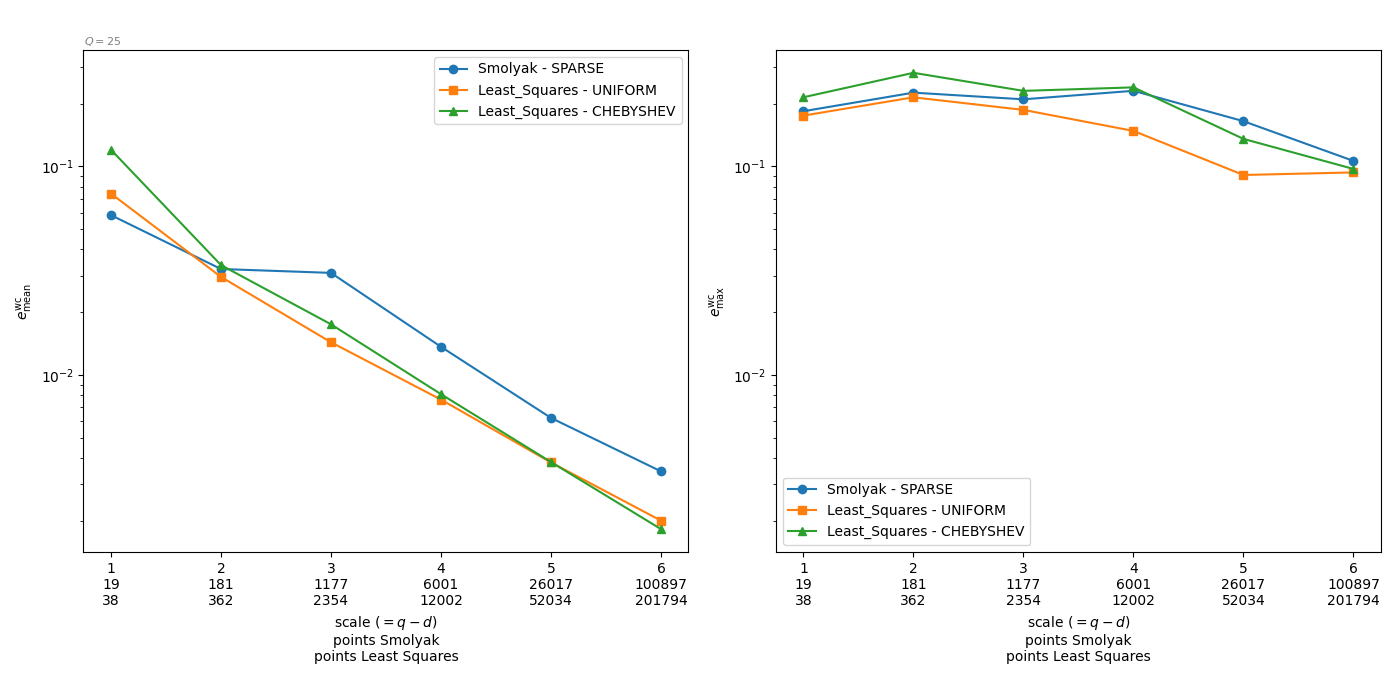 Q = 25
Smolyak - SPARSE
Least_Squares - UNIFORM
Least_Squares - CHEBYSHEV
10⁻¹
10⁻²
e^wc_mean
1 2 3 4 5 6
19 181 1177 6001 26017 100897
38 362 2354 12002 52034 201794
scale (= q − d)
points Smolyak
points Least Squares
10⁻¹
10⁻²
e^wc_max
Smolyak - SPARSE
Least_Squares - UNIFORM
Least_Squares - CHEBYSHEV
1 2 3 4 5 6
19 181 1177 6001 26017 100897
38 362 2354 12002 52034 201794
scale (= q − d)
points Smolyak
points Least Squares